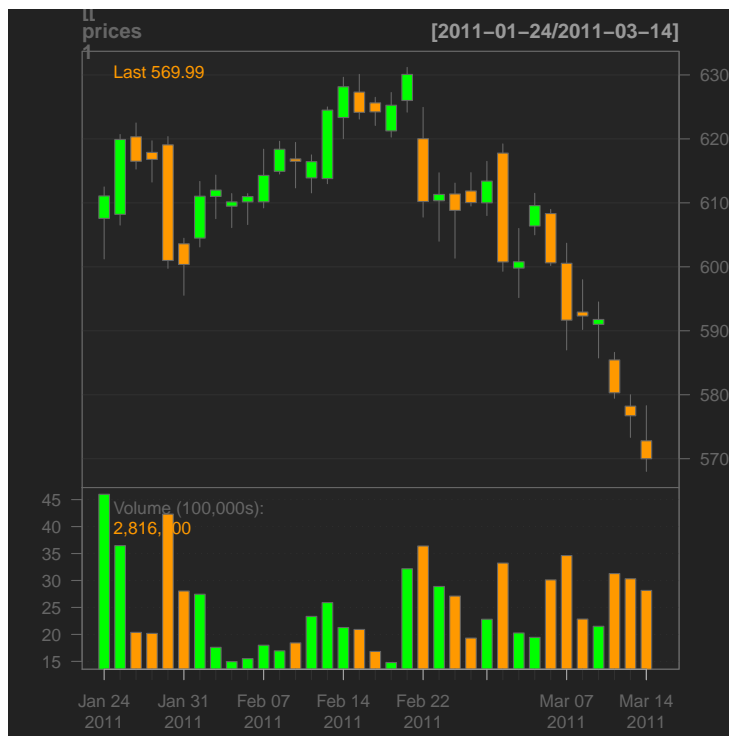 [[
prices
1
[2011−01−24/2011−03−14]
Last 569.99
630
620
610
600
590
580
570
Volume (100,000s):
45
40
35
30
25
20
15
Jan 24
2011
Jan 31
2011
Feb 07
2011
Feb 14
2011
Feb 22
2011
Mar 07
2011
Mar 14
2011